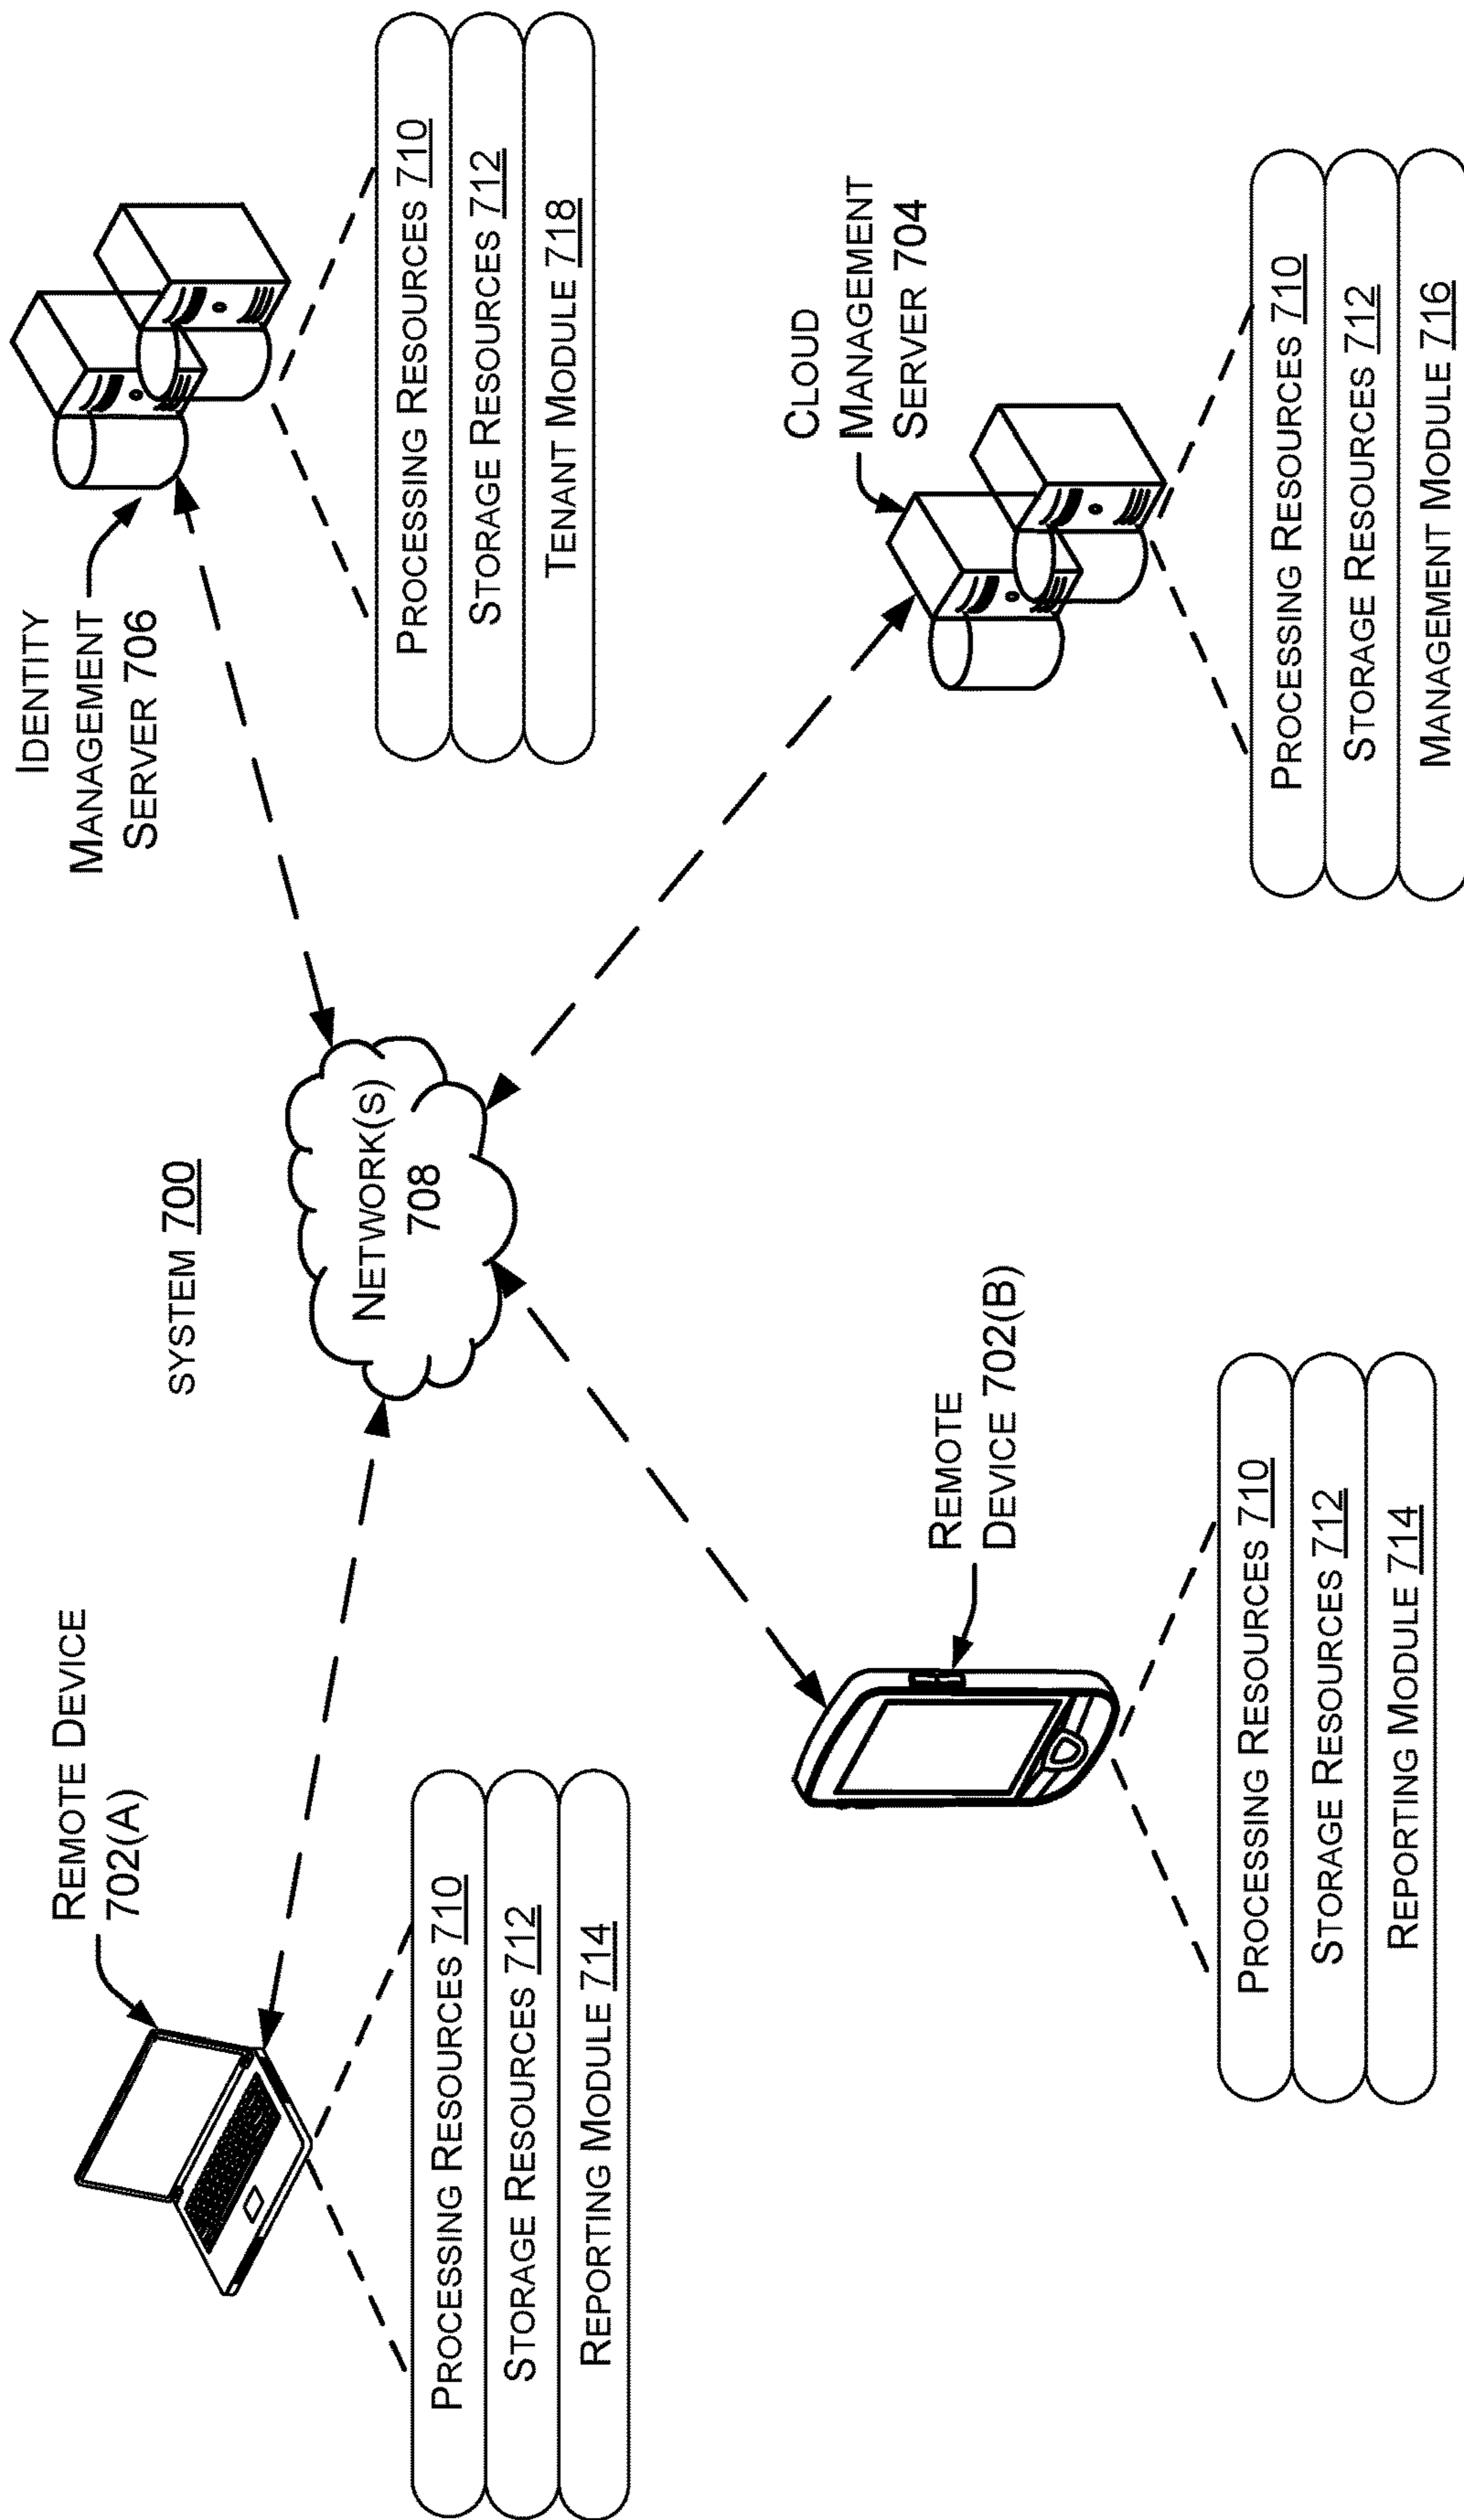 SYSTEM 700
REMOTE DEVICE
702(A)
PROCESSING RESOURCES 710
STORAGE RESOURCES 712
REPORTING MODULE 714
NETWORK(S)
708
IDENTITY
MANAGEMENT
SERVER 706
PROCESSING RESOURCES 710
STORAGE RESOURCES 712
TENANT MODULE 718
REMOTE
DEVICE 702(B)
PROCESSING RESOURCES 710
STORAGE RESOURCES 712
REPORTING MODULE 714
CLOUD
MANAGEMENT
SERVER 704
PROCESSING RESOURCES 710
STORAGE RESOURCES 712
MANAGEMENT MODULE 716